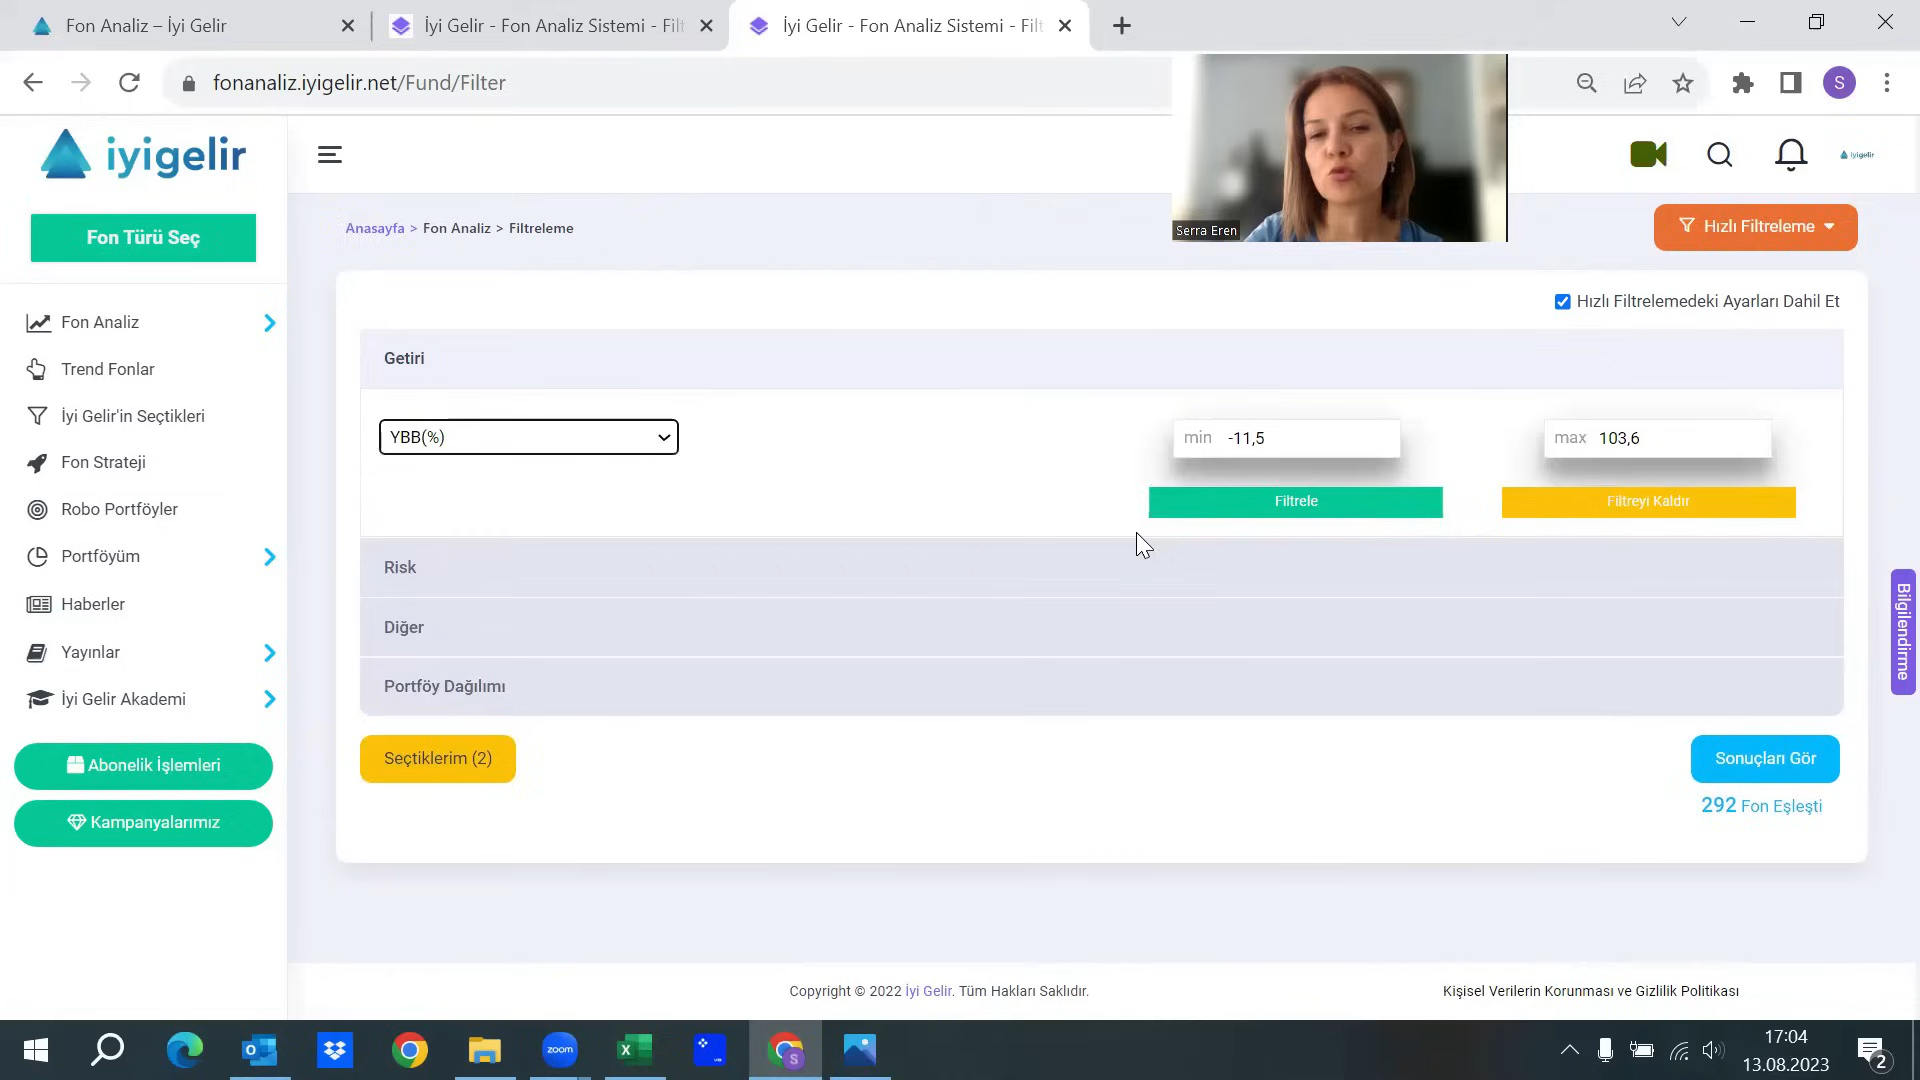 Fon Analiz – İyi Gelir
İyi Gelir - Fon Analiz Sistemi - Filt
İyi Gelir - Fon Analiz Sistemi - Filt
fonanaliz.iyigelir.net/Fund/Filter
S
iyigelir
iyigelir
Serra Eren
Fon Türü Seç
Anasayfa > Fon Analiz > Filtreleme
Hızlı Filtreleme
Hızlı Filtrelemedeki Ayarları Dahil Et
Fon Analiz
Trend Fonlar
İyi Gelir'in Seçtikleri
Fon Strateji
Robo Portföyler
Portföyüm
Haberler
Yayınlar
İyi Gelir Akademi
Abonelik İşlemleri
Kampanyalarımız
Getiri
YBB(%)
min -11,5
max 103,6
Filtrele
Filtreyi Kaldır
Risk
Diğer
Portföy Dağılımı
Seçtiklerim (2)
Sonuçları Gör
292 Fon Eşleşti
Bilgilendirme
Copyright © 2022 İyi Gelir. Tüm Hakları Saklıdır.
Kişisel Verilerin Korunması ve Gizlilik Politikası
zoom
S
17:04
13.08.2023
2